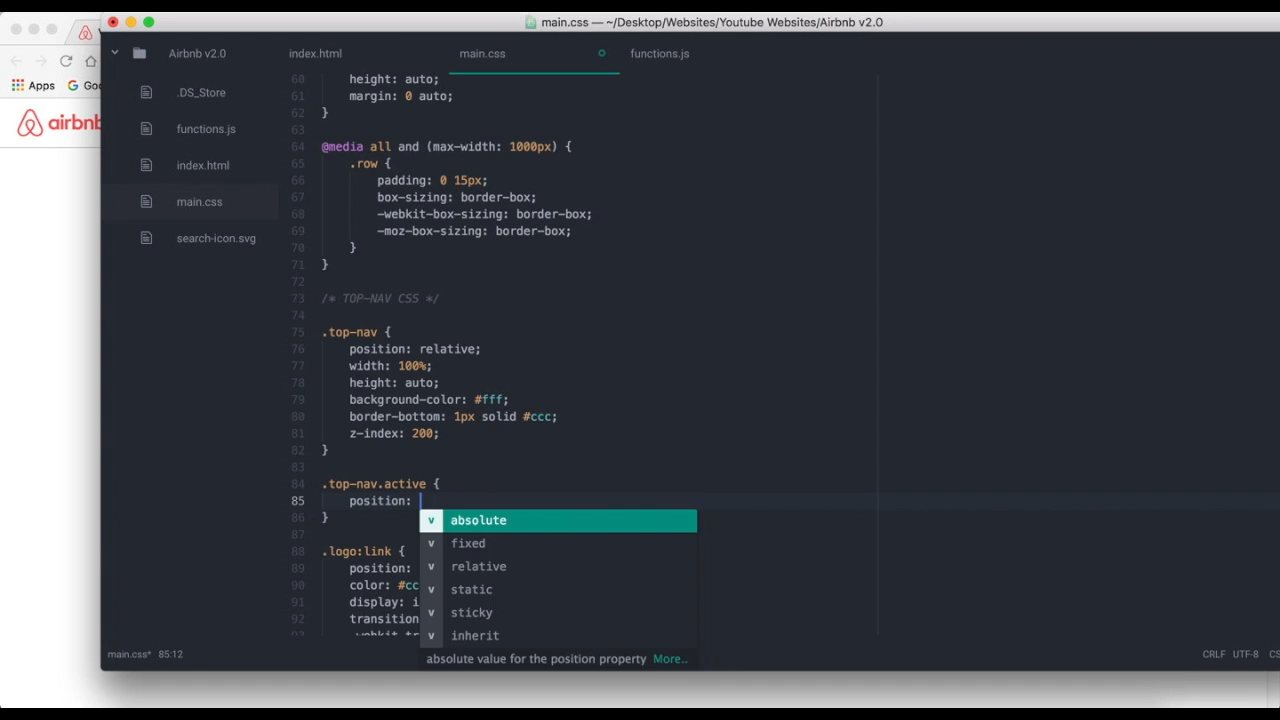 main.css — ~/Desktop/Websites/Youtube Websites/Airbnb v2.0
Airbnb v2.0
index.html
main.css
functions.js
Apps
G
airbnb
.DS_Store
functions.js
index.html
main.css
search-icon.svg
60 height: auto;
61 margin: 0 auto;
62 }
63
64 @media all and (max-width: 1000px) {
65 .row {
66 padding: 0 15px;
67 box-sizing: border-box;
68 -webkit-box-sizing: border-box;
69 -moz-box-sizing: border-box;
70 }
71 }
72
73 /* TOP-NAV CSS */
74
75 .top-nav {
76 position: relative;
77 width: 100%;
78 height: auto;
79 background-color: #fff;
80 border-bottom: 1px solid #ccc;
81 z-index: 200;
82 }
83
84 .top-nav.active {
85 position:
86 }
87
88 .logo:link {
89 position:
90 color: #cc
91 display: i
92 transition
v absolute
v fixed
v relative
v static
v sticky
v inherit
absolute value for the position property More..
main.css* 85:12
CRLF UTF-8 CS